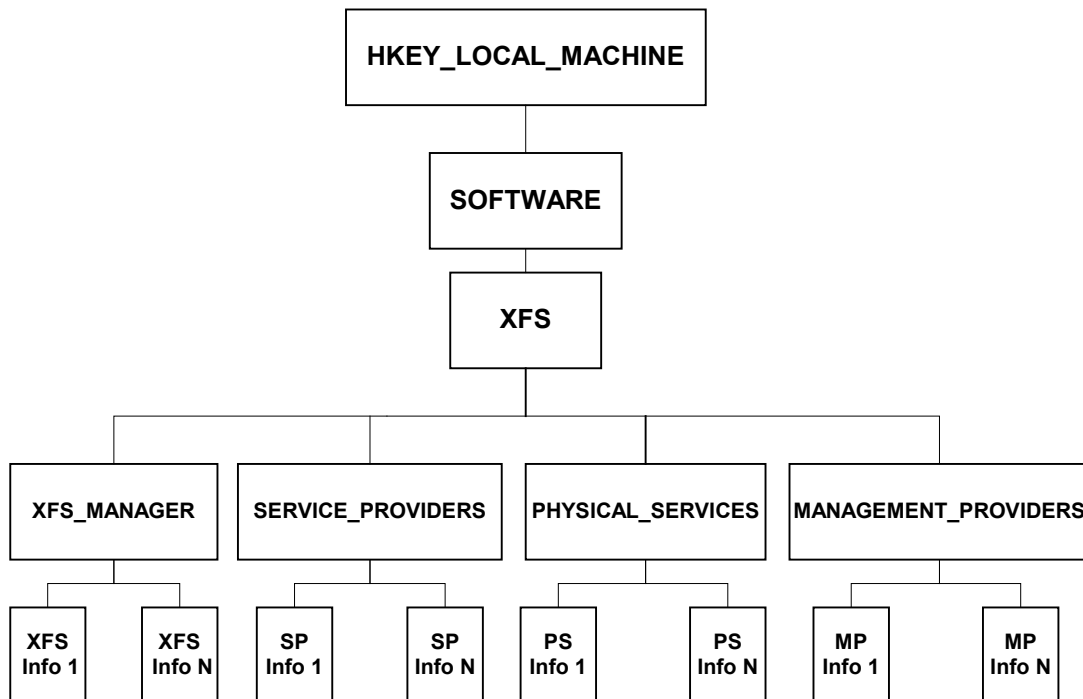 HKEY_LOCAL_MACHINE
SOFTWARE
XFS
XFS_MANAGER
SERVICE_PROVIDERS
PHYSICAL_SERVICES
MANAGEMENT_PROVIDERS
XFS
Info 1
XFS
Info N
SP
Info 1
SP
Info N
PS
Info 1
PS
Info N
MP
Info 1
MP
Info N